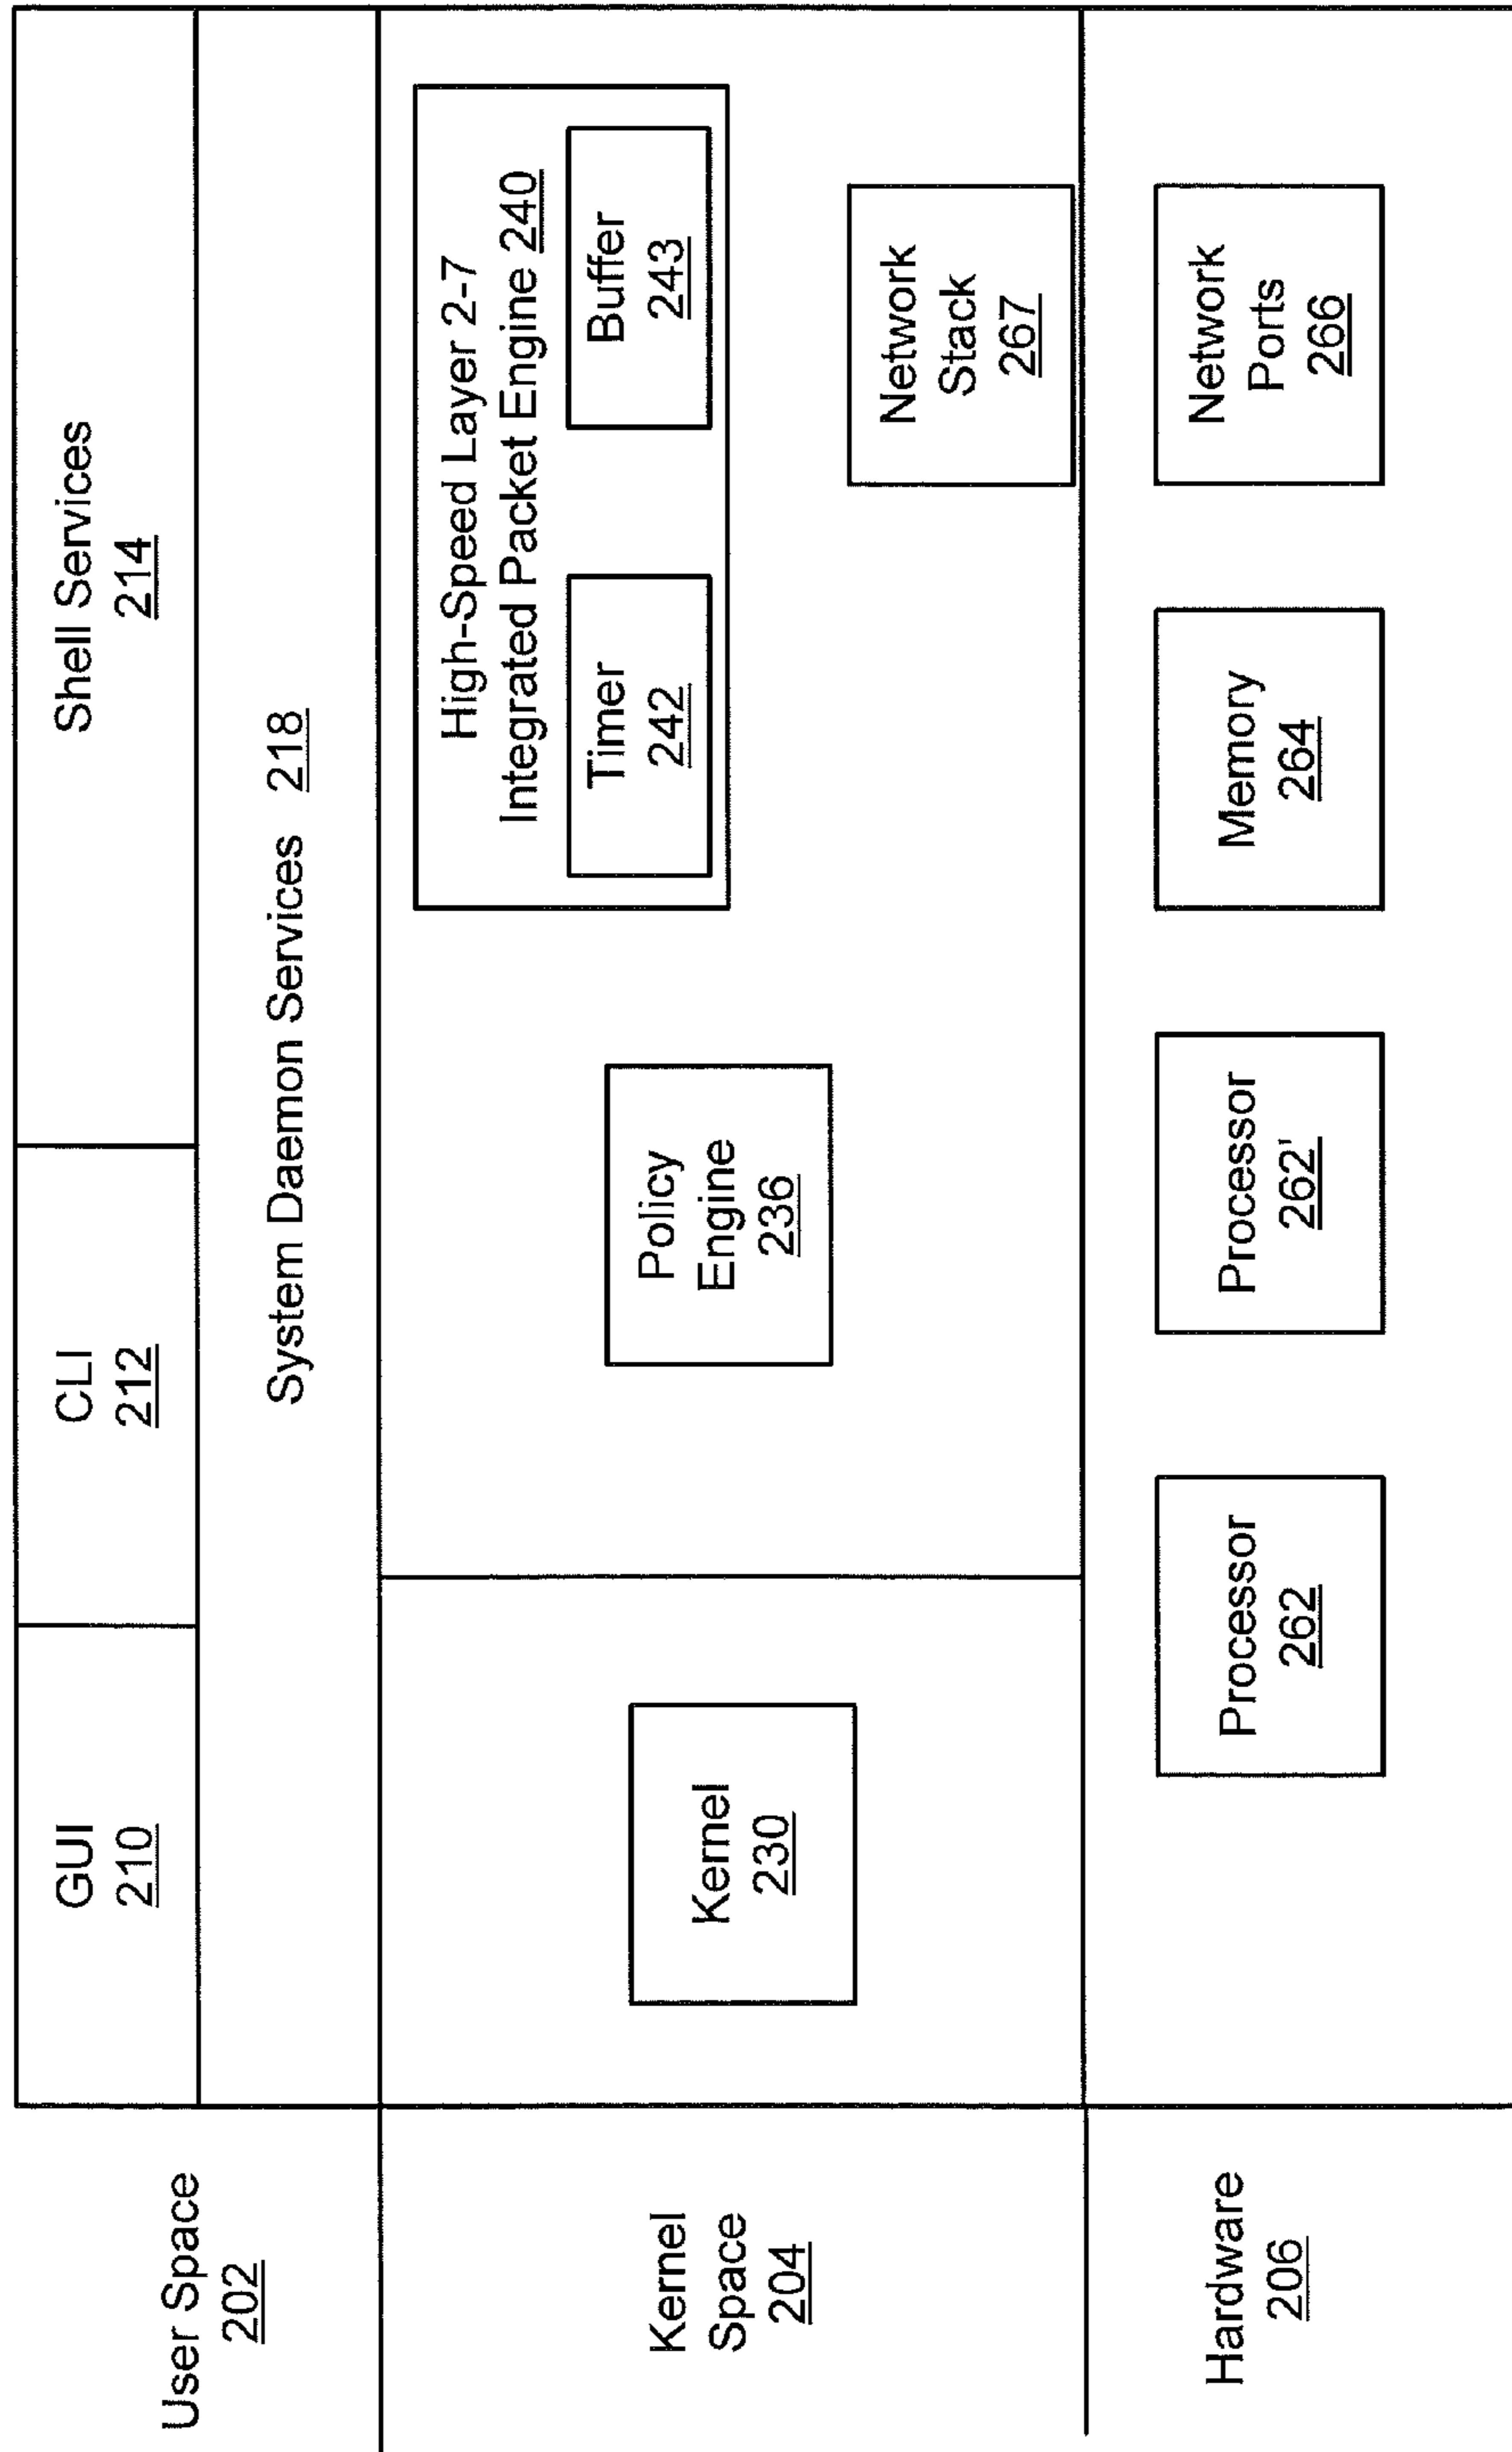 User Space
202
GUI
210
CLI
212
Shell Services
214
System Daemon Services 218
Kernel
Space
204
Kernel
230
Policy
Engine
236
High-Speed Layer 2-7
Integrated Packet Engine 240
Timer
242
Buffer
243
Network
Stack
267
Hardware
206
Processor
262
Processor
262'
Memory
264
Network
Ports
266